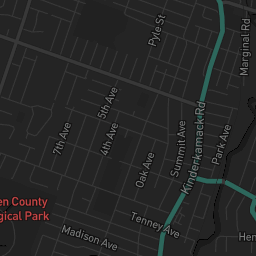 Pyle St
Marginal Rd
5th Ave
7th Ave
4th Ave
Kinderkamack Rd
Summit Ave
Park Ave
Oak Ave
en County
gical Park
Tenney Ave
Madison Ave
Hen